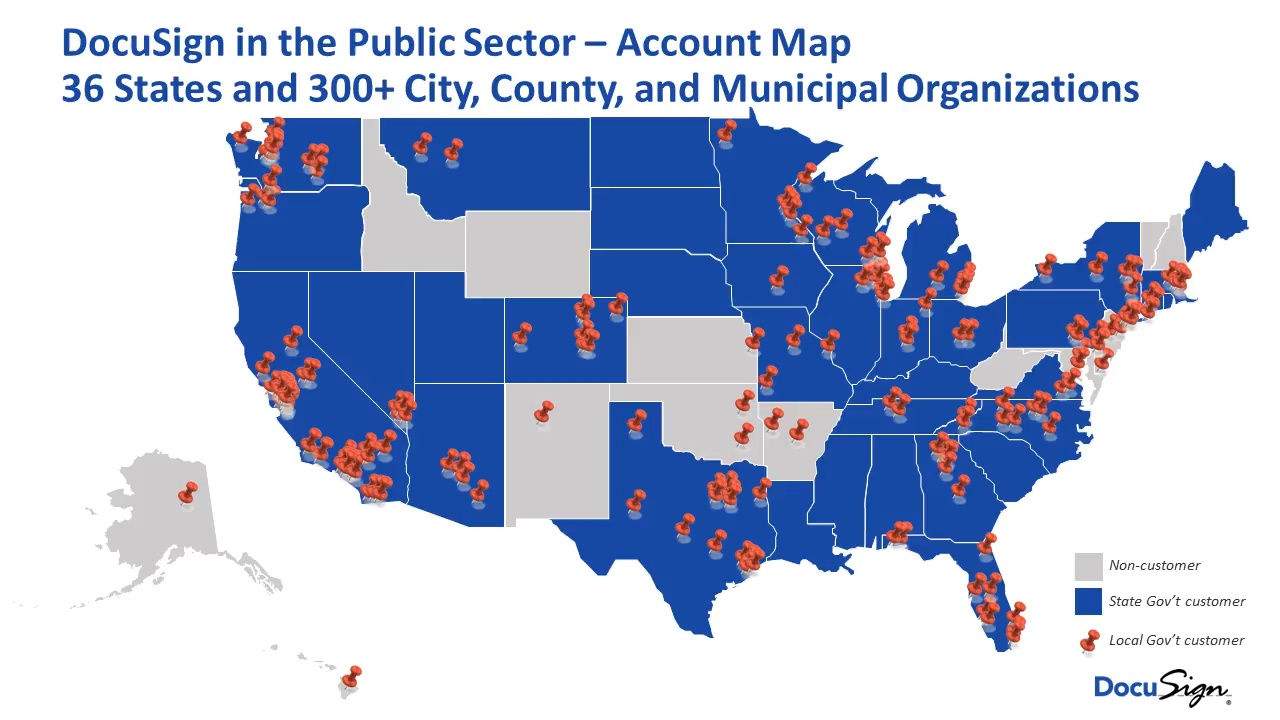 DocuSign in the Public Sector – Account Map
36 States and 300+ City, County, and Municipal Organizations
Non-customer
State Gov’t customer
Local Gov’t customer
DocuSign®